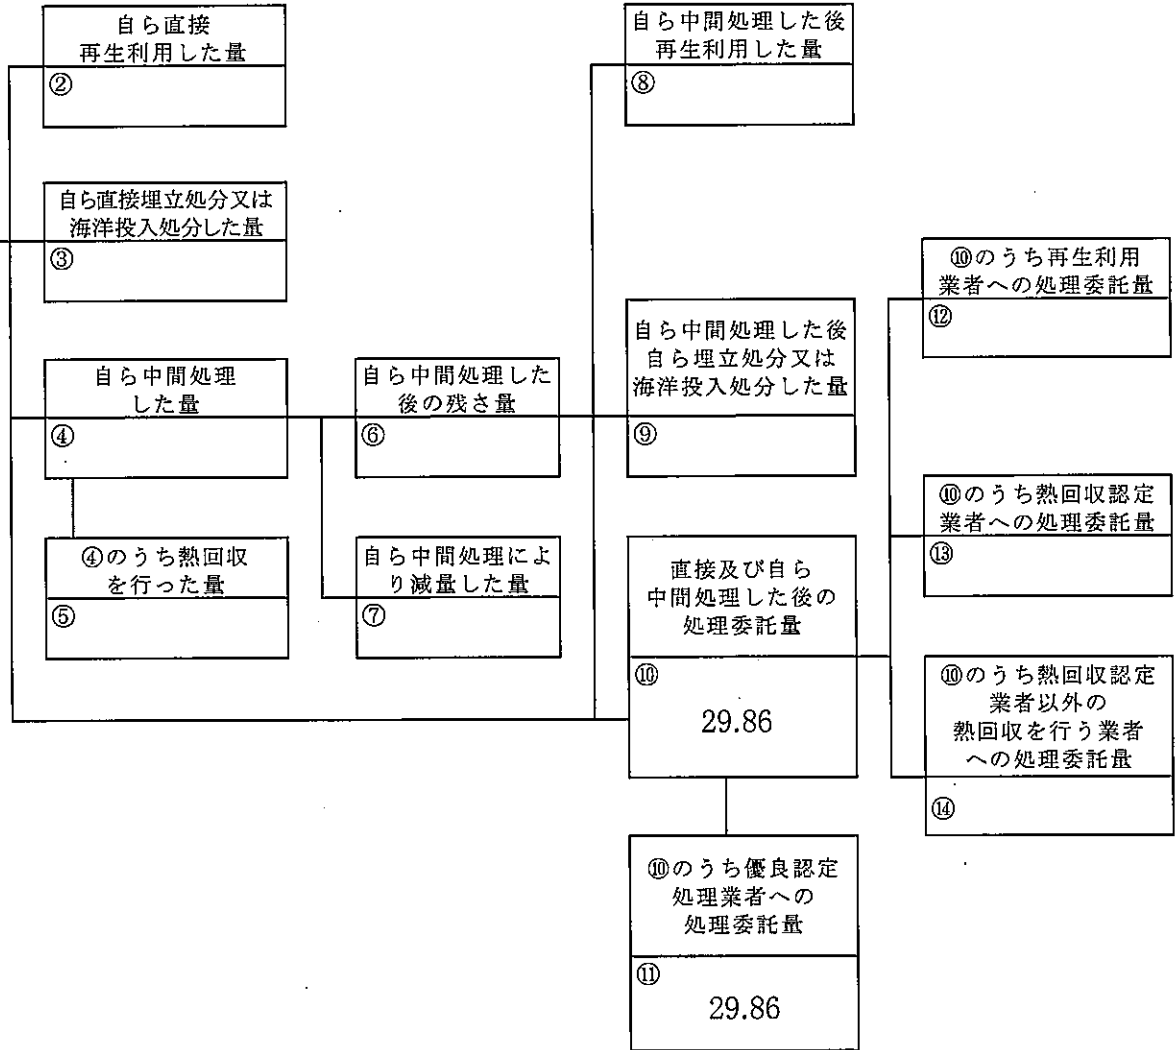 自ら直接
再生利用した量
②
自ら中間処理した後
再生利用した量
⑧
自ら直接埋立処分又は
海洋投入処分した量
③
⑩のうち再生利用
業者への処理委託量
⑫
自ら中間処理した後
自ら埋立処分又は
海洋投入処分した量
⑨
自ら中間処理
した量
④
自ら中間処理した
後の残さ量
⑥
⑩のうち熱回収認定
業者への処理委託量
⑬
④のうち熱回収
を行った量
⑤
自ら中間処理によ
り減量した量
⑦
直接及び自ら
中間処理した後の
処理委託量
⑩
29.86
⑩のうち熱回収認定
業者以外の
熱回収を行う業者
への処理委託量
⑭
⑩のうち優良認定
処理業者への
処理委託量
⑪
29.86